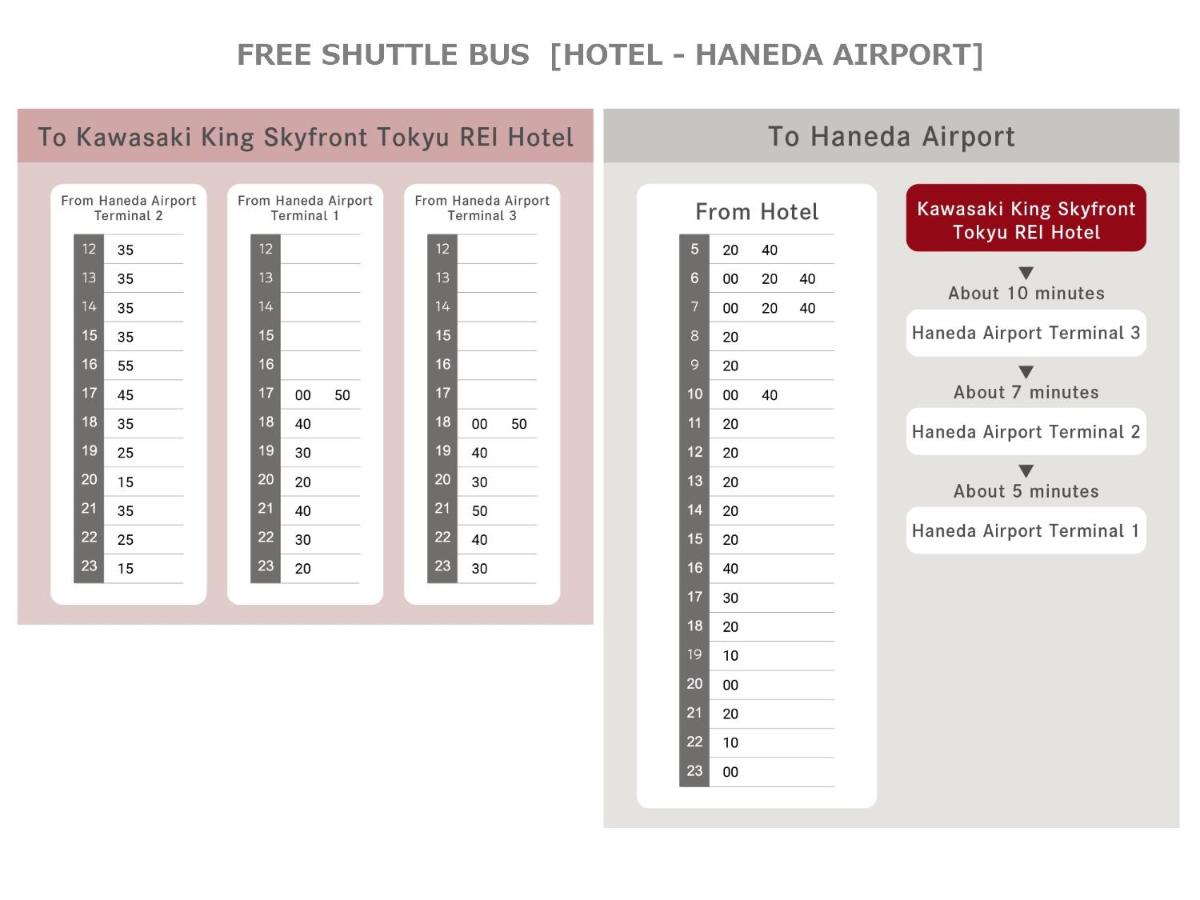 FREE SHUTTLE BUS [HOTEL - HANEDA AIRPORT]
To Kawasaki King Skyfront Tokyu REI Hotel
From Haneda Airport
Terminal 2
12 35
13 35
14 35
15 35
16 55
17 45
18 35
19 25
20 15
21 35
22 25
23 15
From Haneda Airport
Terminal 1
12
13
14
15
16
17 00 50
18 40
19 30
20 20
21 40
22 30
23 20
From Haneda Airport
Terminal 3
12
13
14
15
16
17
18 00 50
19 40
20 30
21 50
22 40
23 30
To Haneda Airport
From Hotel
5 20 40
6 00 20 40
7 00 20 40
8 20
9 20
10 00 40
11 20
12 20
13 20
14 20
15 20
16 40
17 30
18 20
19 10
20 00
21 20
22 10
23 00
Kawasaki King Skyfront
Tokyu REI Hotel
▼
About 10 minutes
Haneda Airport Terminal 3
▼
About 7 minutes
Haneda Airport Terminal 2
▼
About 5 minutes
Haneda Airport Terminal 1